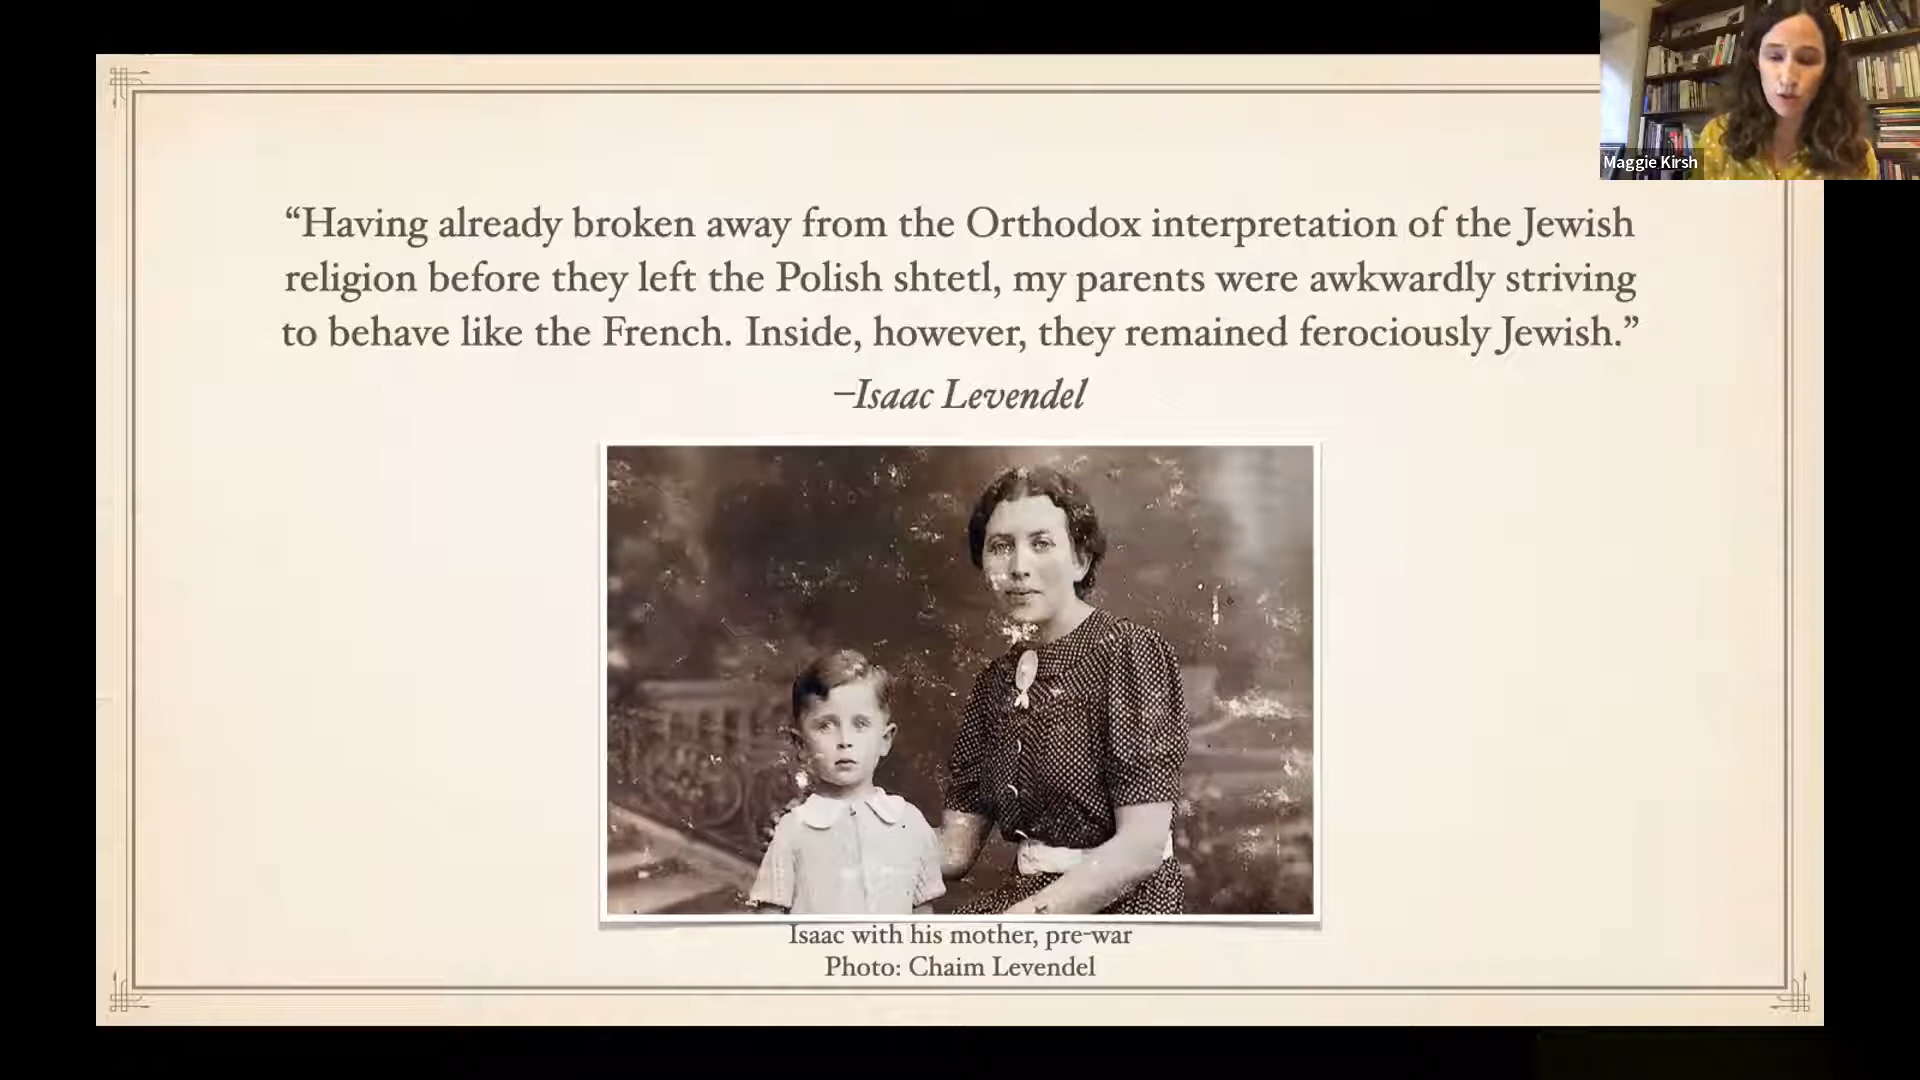 Maggie Kirsh
“Having already broken away from the Orthodox interpretation of the Jewish
religion before they left the Polish shtetl, my parents were awkwardly striving
to behave like the French. Inside, however, they remained ferociously Jewish.”
–Isaac Levendel
Isaac with his mother, pre-war
Photo: Chaim Levendel